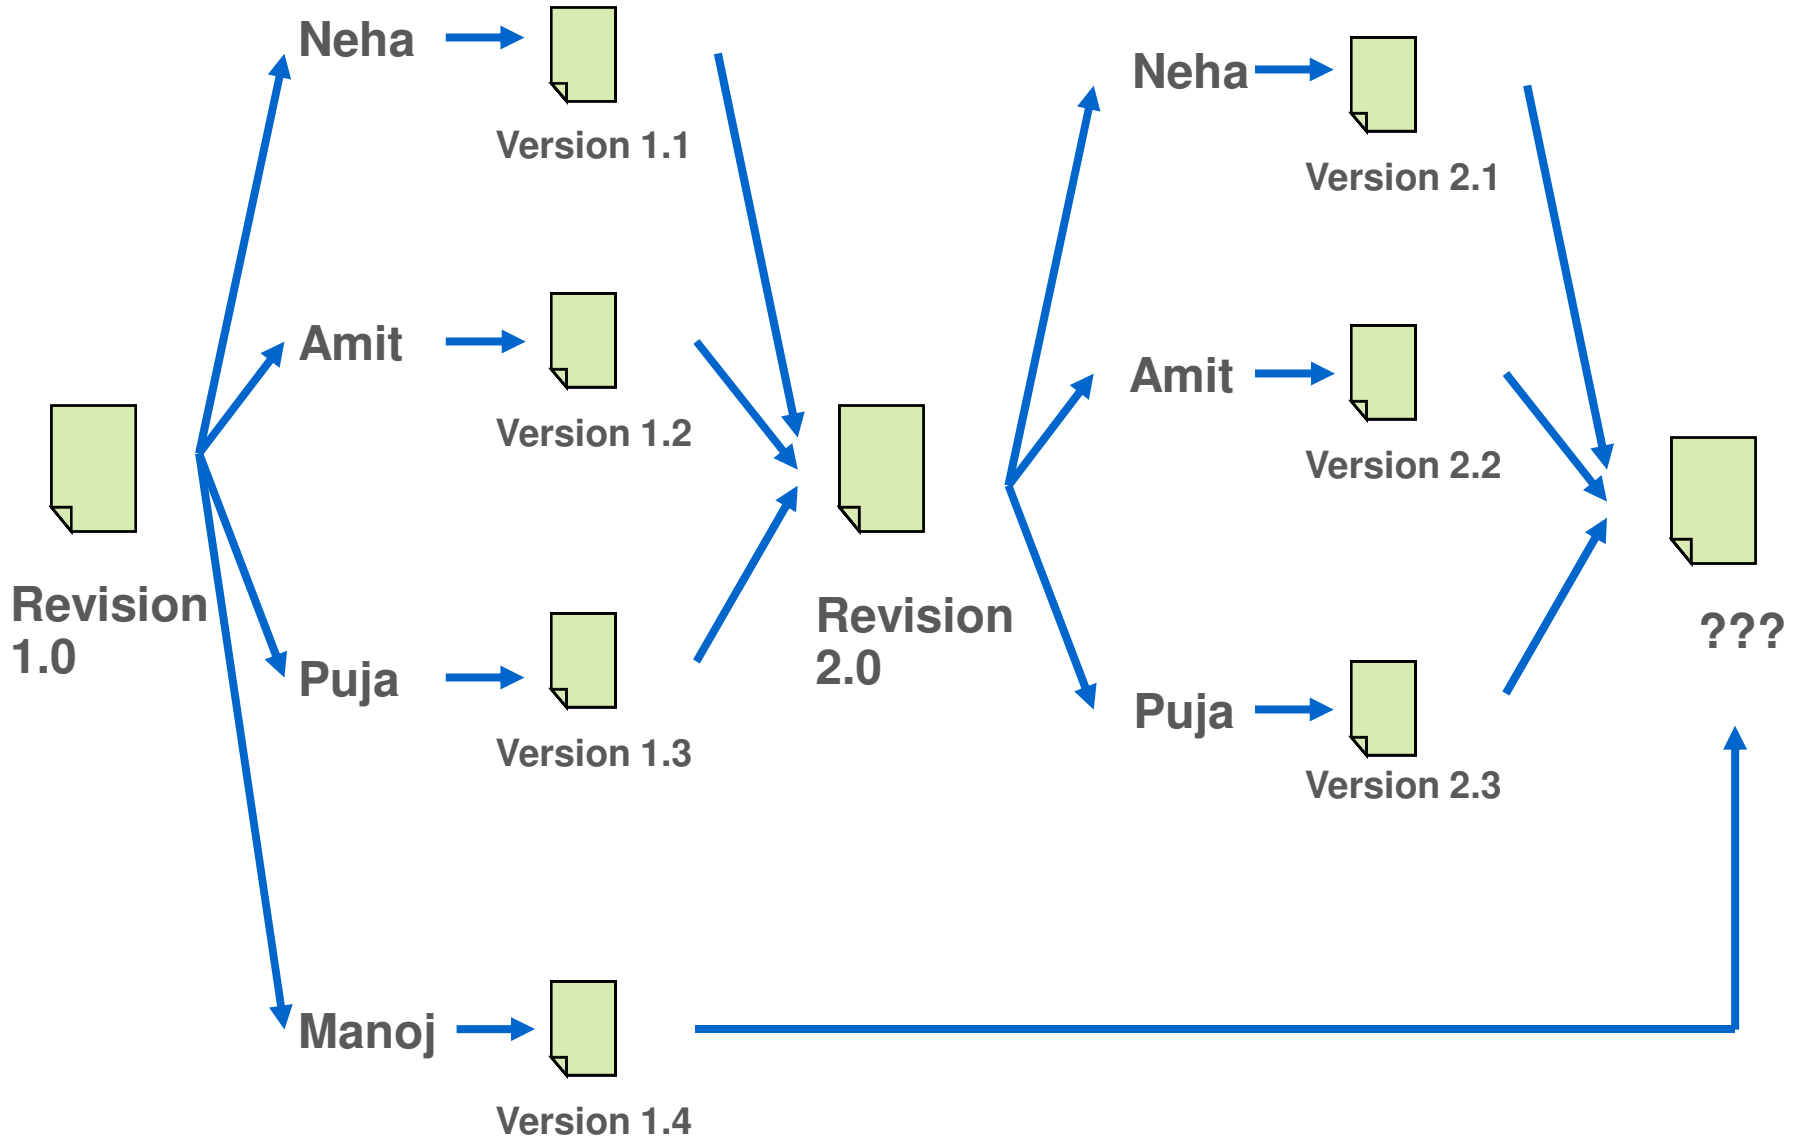 Neha
Version 1.1
Amit
Version 1.2
Revision
1.0
Puja
Version 1.3
Manoj
Version 1.4
Revision
2.0
Neha
Version 2.1
Amit
Version 2.2
Puja
Version 2.3
???